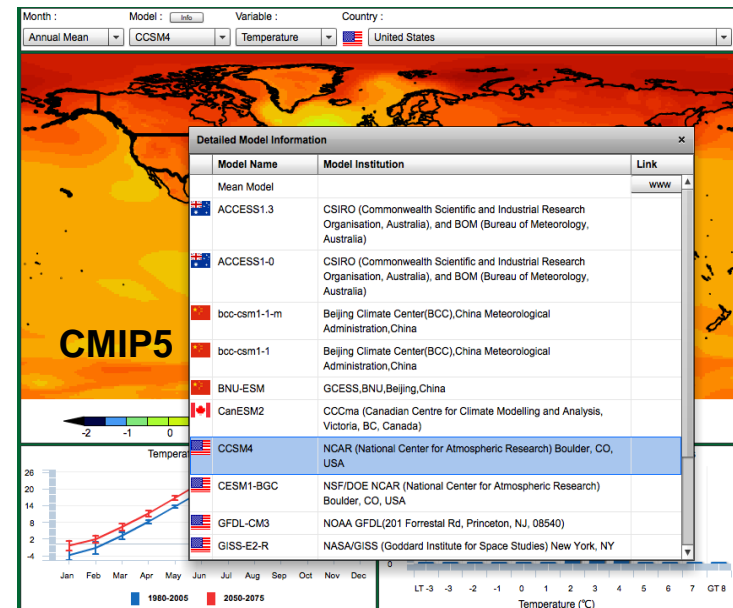 Month :
Model :
Info
Variable :
Country :
Annual Mean
CCSM4
Temperature
United States
Detailed Model Information
x
Model Name
Model Institution
Link
Mean Model
www
ACCESS1.3
CSIRO (Commonwealth Scientific and Industrial Research
Organisation, Australia), and BOM (Bureau of Meteorology,
Australia)
ACCESS1-0
CSIRO (Commonwealth Scientific and Industrial Research
Organisation, Australia), and BOM (Bureau of Meteorology,
Australia)
bcc-csm1-1-m
Beijing Climate Center(BCC),China Meteorological
Administration,China
bcc-csm1-1
Beijing Climate Center(BCC),China Meteorological
Administration,China
BNU-ESM
GCESS,BNU,Beijing,China
CanESM2
CCCma (Canadian Centre for Climate Modelling and Analysis,
Victoria, BC, Canada)
CCSM4
NCAR (National Center for Atmospheric Research) Boulder, CO,
USA
CESM1-BGC
NSF/DOE NCAR (National Center for Atmospheric Research)
Boulder, CO, USA
GFDL-CM3
NOAA GFDL(201 Forrestal Rd, Princeton, NJ, 08540)
GISS-E2-R
NASA/GISS (Goddard Institute for Space Studies) New York, NY
CMIP5
-2 -1 0
Temperat
s
26
20
14
8
2
-4
Jan Feb Mar Apr May Jun Jul Aug Sep Oct Nov Dec
1980-2005 2050-2075
0
LT -3 -3 -2 -1 0 1 2 3 4 5 6 7 GT 8
Temperature (°C)